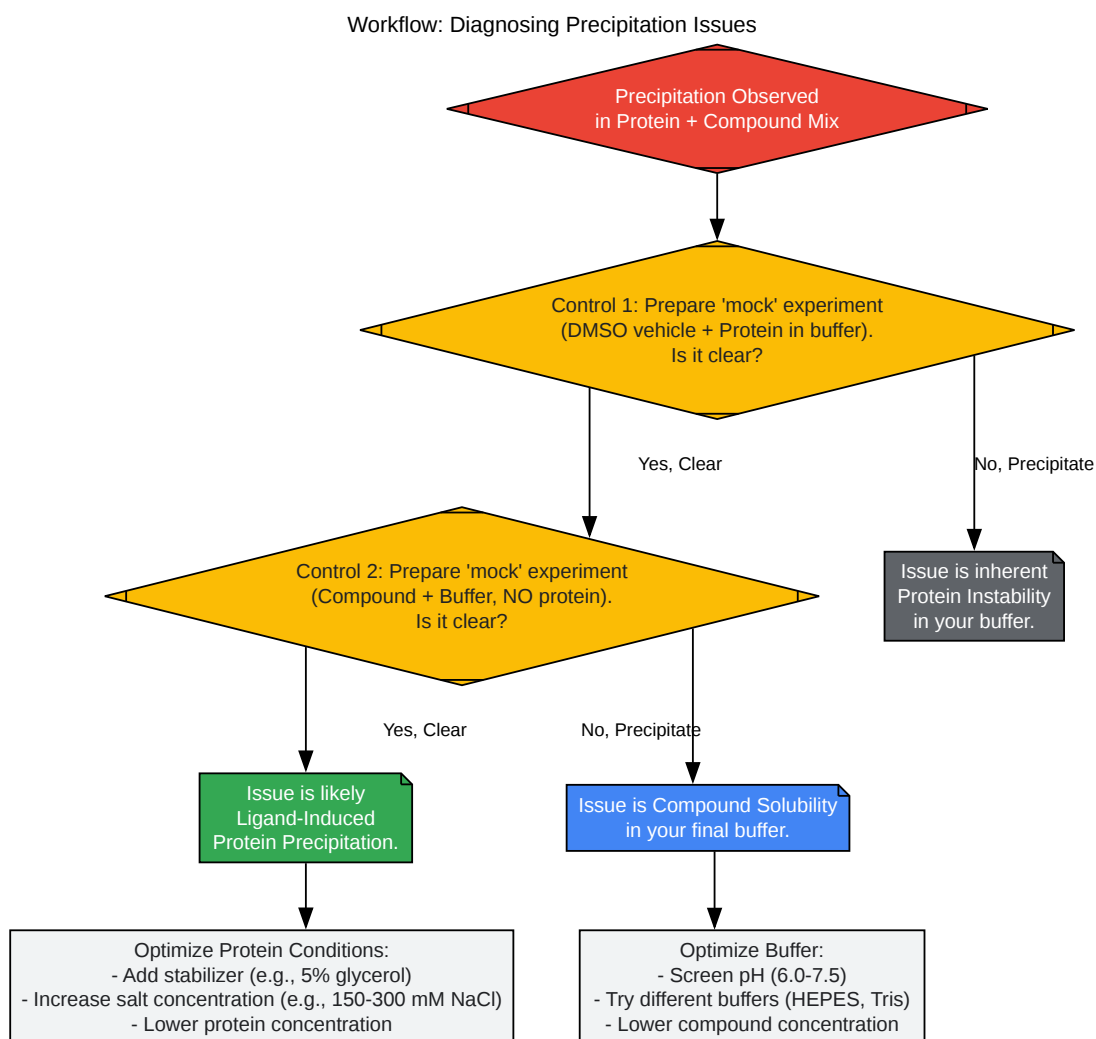 Workflow: Diagnosing Precipitation Issues
Precipitation Observed
in Protein + Compound Mix
Control 1: Prepare 'mock' experiment
(DMSO vehicle + Protein in buffer).
Is it clear?
Yes, Clear
No, Precipitate
Control 2: Prepare 'mock' experiment
(Compound + Buffer, NO protein).
Is it clear?
Issue is inherent
Protein Instability
in your buffer.
Yes, Clear
No, Precipitate
Issue is likely
Ligand-Induced
Protein Precipitation.
Issue is Compound Solubility
in your final buffer.
Optimize Protein Conditions:
- Add stabilizer (e.g., 5% glycerol)
- Increase salt concentration (e.g., 150-300 mM NaCl)
- Lower protein concentration
Optimize Buffer:
- Screen pH (6.0-7.5)
- Try different buffers (HEPES, Tris)
- Lower compound concentration